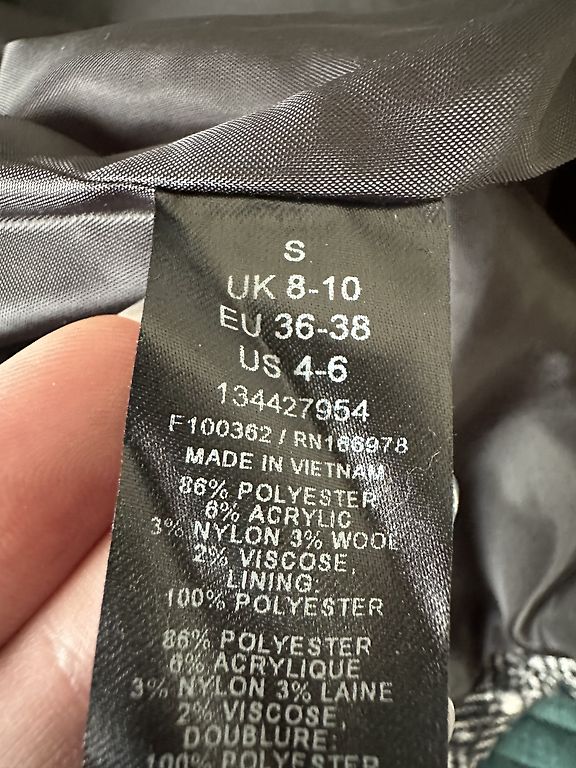 S
UK 8-10
EU 36-38
US 4-6
134427954
F100362 / RN166978
MADE IN VIETNAM
86% POLYESTER
6% ACRYLIC
3% NYLON 3% WOOL
2% VISCOSE,
LINING:
100% POLYESTER
86% POLYESTER
6% ACRYLIQUE
3% NYLON 3% LAINE
2% VISCOSE,
DOUBLURE:
100% POLYESTER